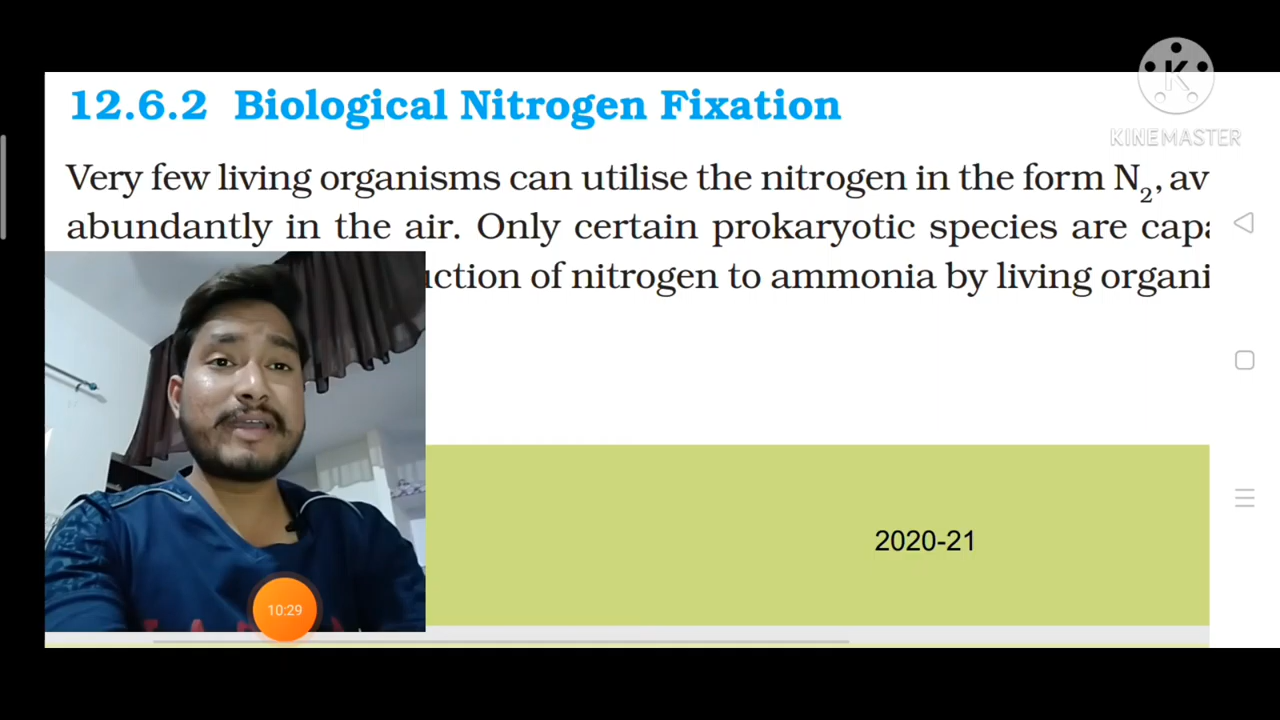 12.6.2 Biological Nitrogen Fixation
KINEMASTER
Very few living organisms can utilise the nitrogen in the form N₂, av
abundantly in the air. Only certain prokaryotic species are capa
uction of nitrogen to ammonia by living organi
2020-21
10:29